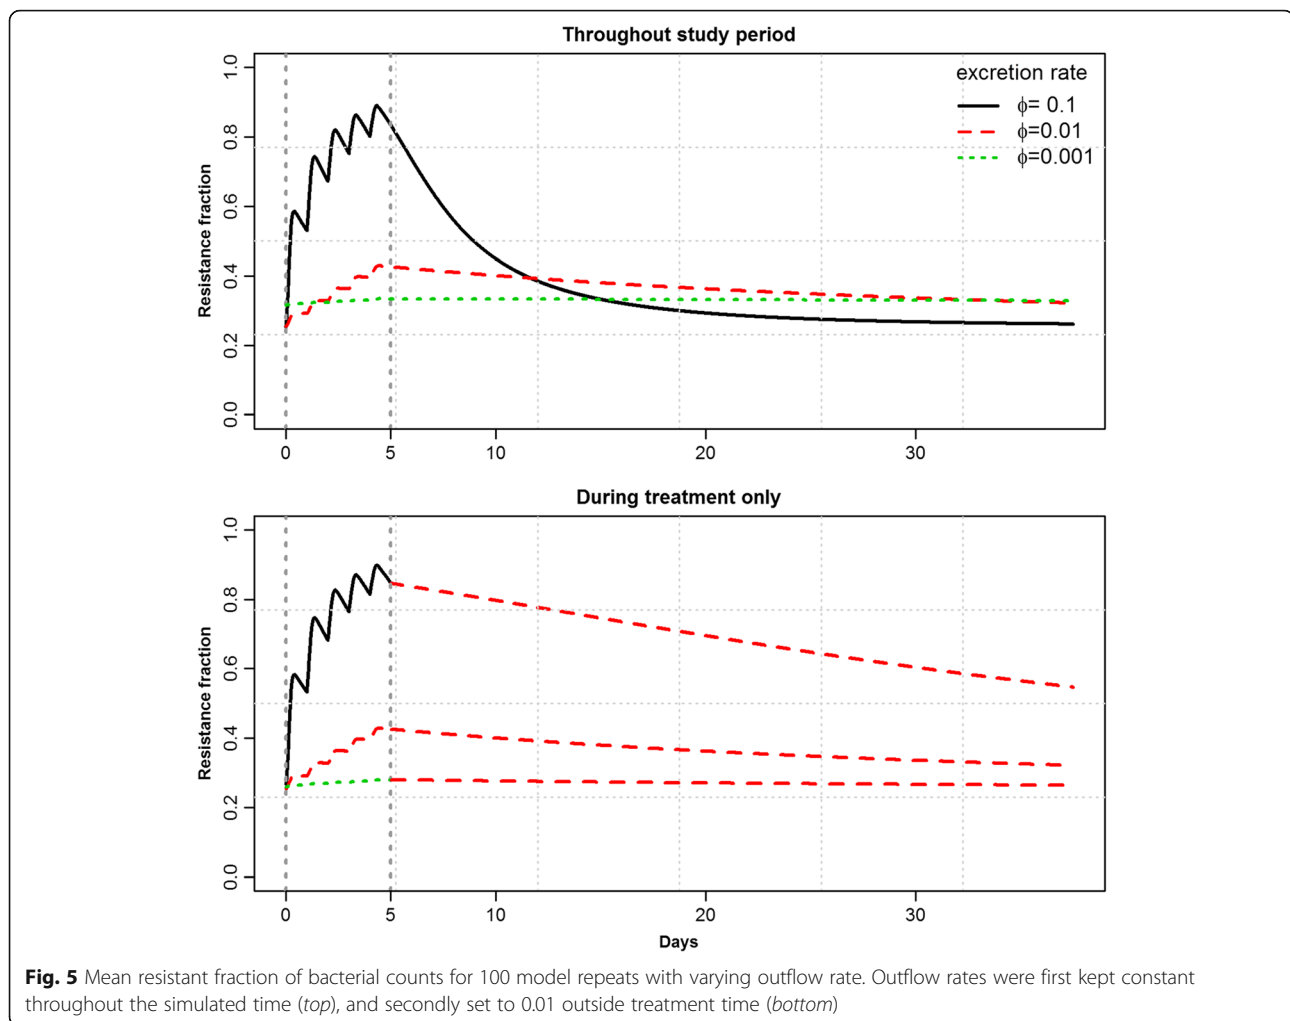 Throughout study period
excretion rate
ϕ= 0.1
ϕ=0.01
ϕ=0.001
Resistance fraction
1.0
0.8
0.6
0.4
0.2
0.0
0 5 10 20 30
During treatment only
Resistance fraction
1.0
0.8
0.6
0.4
0.2
0.0
0 5 10 20 30
Days
Fig. 5 Mean resistant fraction of bacterial counts for 100 model repeats with varying outflow rate. Outflow rates were first kept constant
throughout the simulated time (top), and secondly set to 0.01 outside treatment time (bottom)